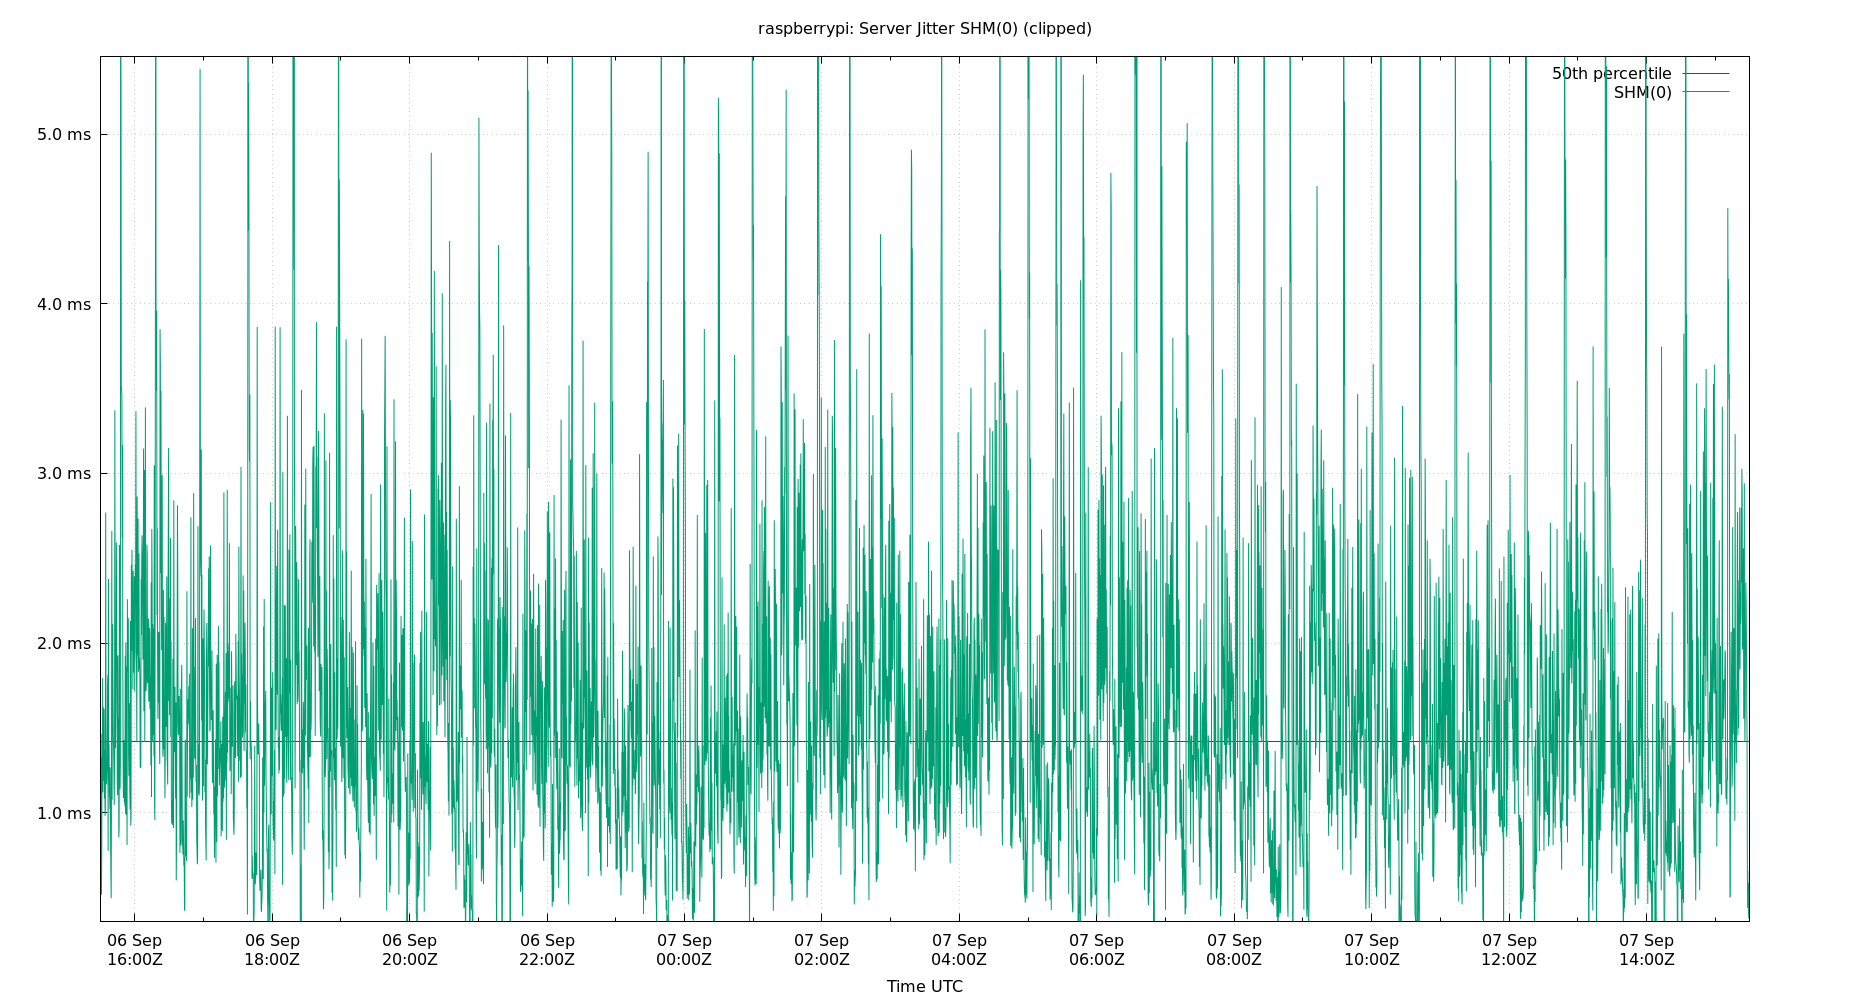 raspberrypi: Server Jitter SHM(0) (clipped)
50th percentile
SHM(0)
5.0 ms
4.0 ms
3.0 ms
2.0 ms
1.0 ms
06 Sep 06 Sep 06 Sep 06 Sep 07 Sep 07 Sep 07 Sep 07 Sep 07 Sep 07 Sep 07 Sep 07 Sep
16:00Z 18:00Z 20:00Z 22:00Z 00:00Z 02:00Z 04:00Z 06:00Z 08:00Z 10:00Z 12:00Z 14:00Z
Time UTC